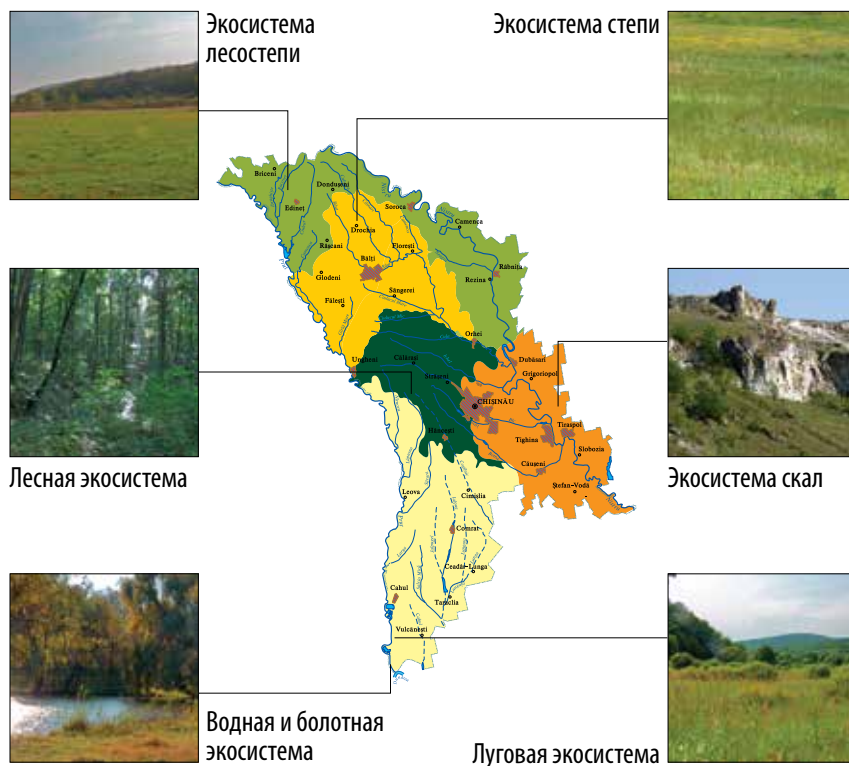 Экосистема
лесостепи
Экосистема степи
Briceni
Dondușeni
Edineț
Soroca
Camenca
Drochia
Râșcani
Florești
Bălți
Râbnița
Rezina
Glodeni
Sângerei
Fălești
Orhei
Ungheni
Călărași
Dubăsari
Grigoriopol
Strășeni
CHIȘINĂU
Tiraspol
Hâncești
Tighina
Slobozia
Căușeni
Ștefan-Vodă
Leova
Cimișlia
Comrat
Ceadâr-Lunga
Cahul
Taraclia
Vulcănești
Лесная экосистема
Экосистема скал
Водная и болотная
экосистема
Луговая экосистема